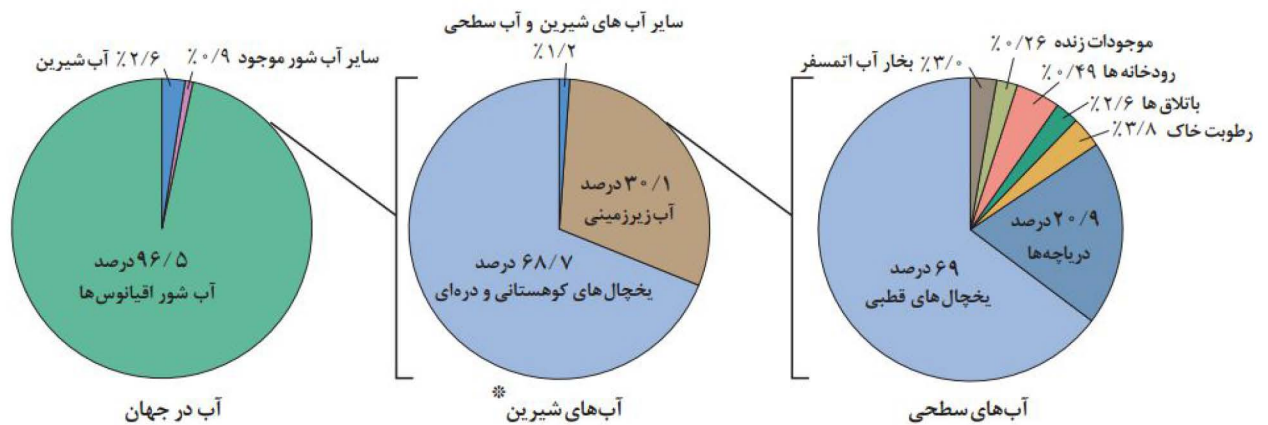 سایر آب های شیرین و آب سطحی
٪۱/۲
موجودات زنده ۰/۲۶٪
رودخانه ها ۰/۴۹٪
باتلاق ها ۲/۶٪
رطوبت خاک ۳/۸٪
بخار آب اتمسفر ۳/۰٪
سایر آب شور موجود ۰/۹٪
۲/۶٪ آب شیرین
۲۰/۹ درصد
دریاچه‌ها
۶۹ درصد
یخچال‌های قطبی
۳۰/۱ درصد
آب زیرزمینی
۶۸/۷ درصد
یخچال‌های کوهستانی و دره‌ای
۹۶/۵ درصد
آب شور اقیانوس‌ها
آب‌های سطحی
آب‌های شیرین*
آب در جهان